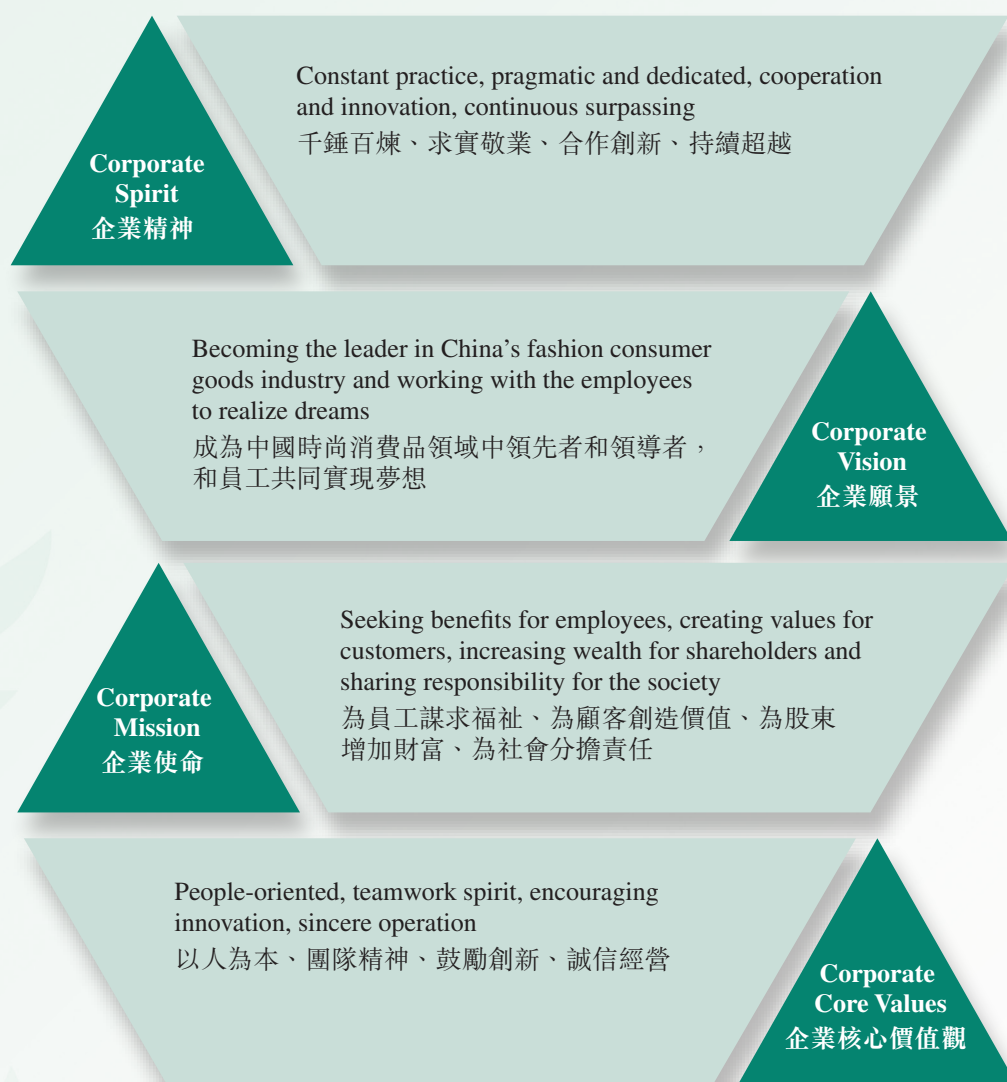 Corporate
Spirit
企業精神
Constant practice, pragmatic and dedicated, cooperation
and innovation, continuous surpassing
千錘百煉、求實敬業、合作創新、持續超越
Becoming the leader in China’s fashion consumer
goods industry and working with the employees
to realize dreams
成為中國時尚消費品領域中領先者和領導者，
和員工共同實現夢想
Corporate
Vision
企業願景
Corporate
Mission
企業使命
Seeking benefits for employees, creating values for
customers, increasing wealth for shareholders and
sharing responsibility for the society
為員工謀求福祉、為顧客創造價值、為股東
增加財富、為社會分擔責任
People-oriented, teamwork spirit, encouraging
innovation, sincere operation
以人為本、團隊精神、鼓勵創新、誠信經營
Corporate
Core Values
企業核心價值觀